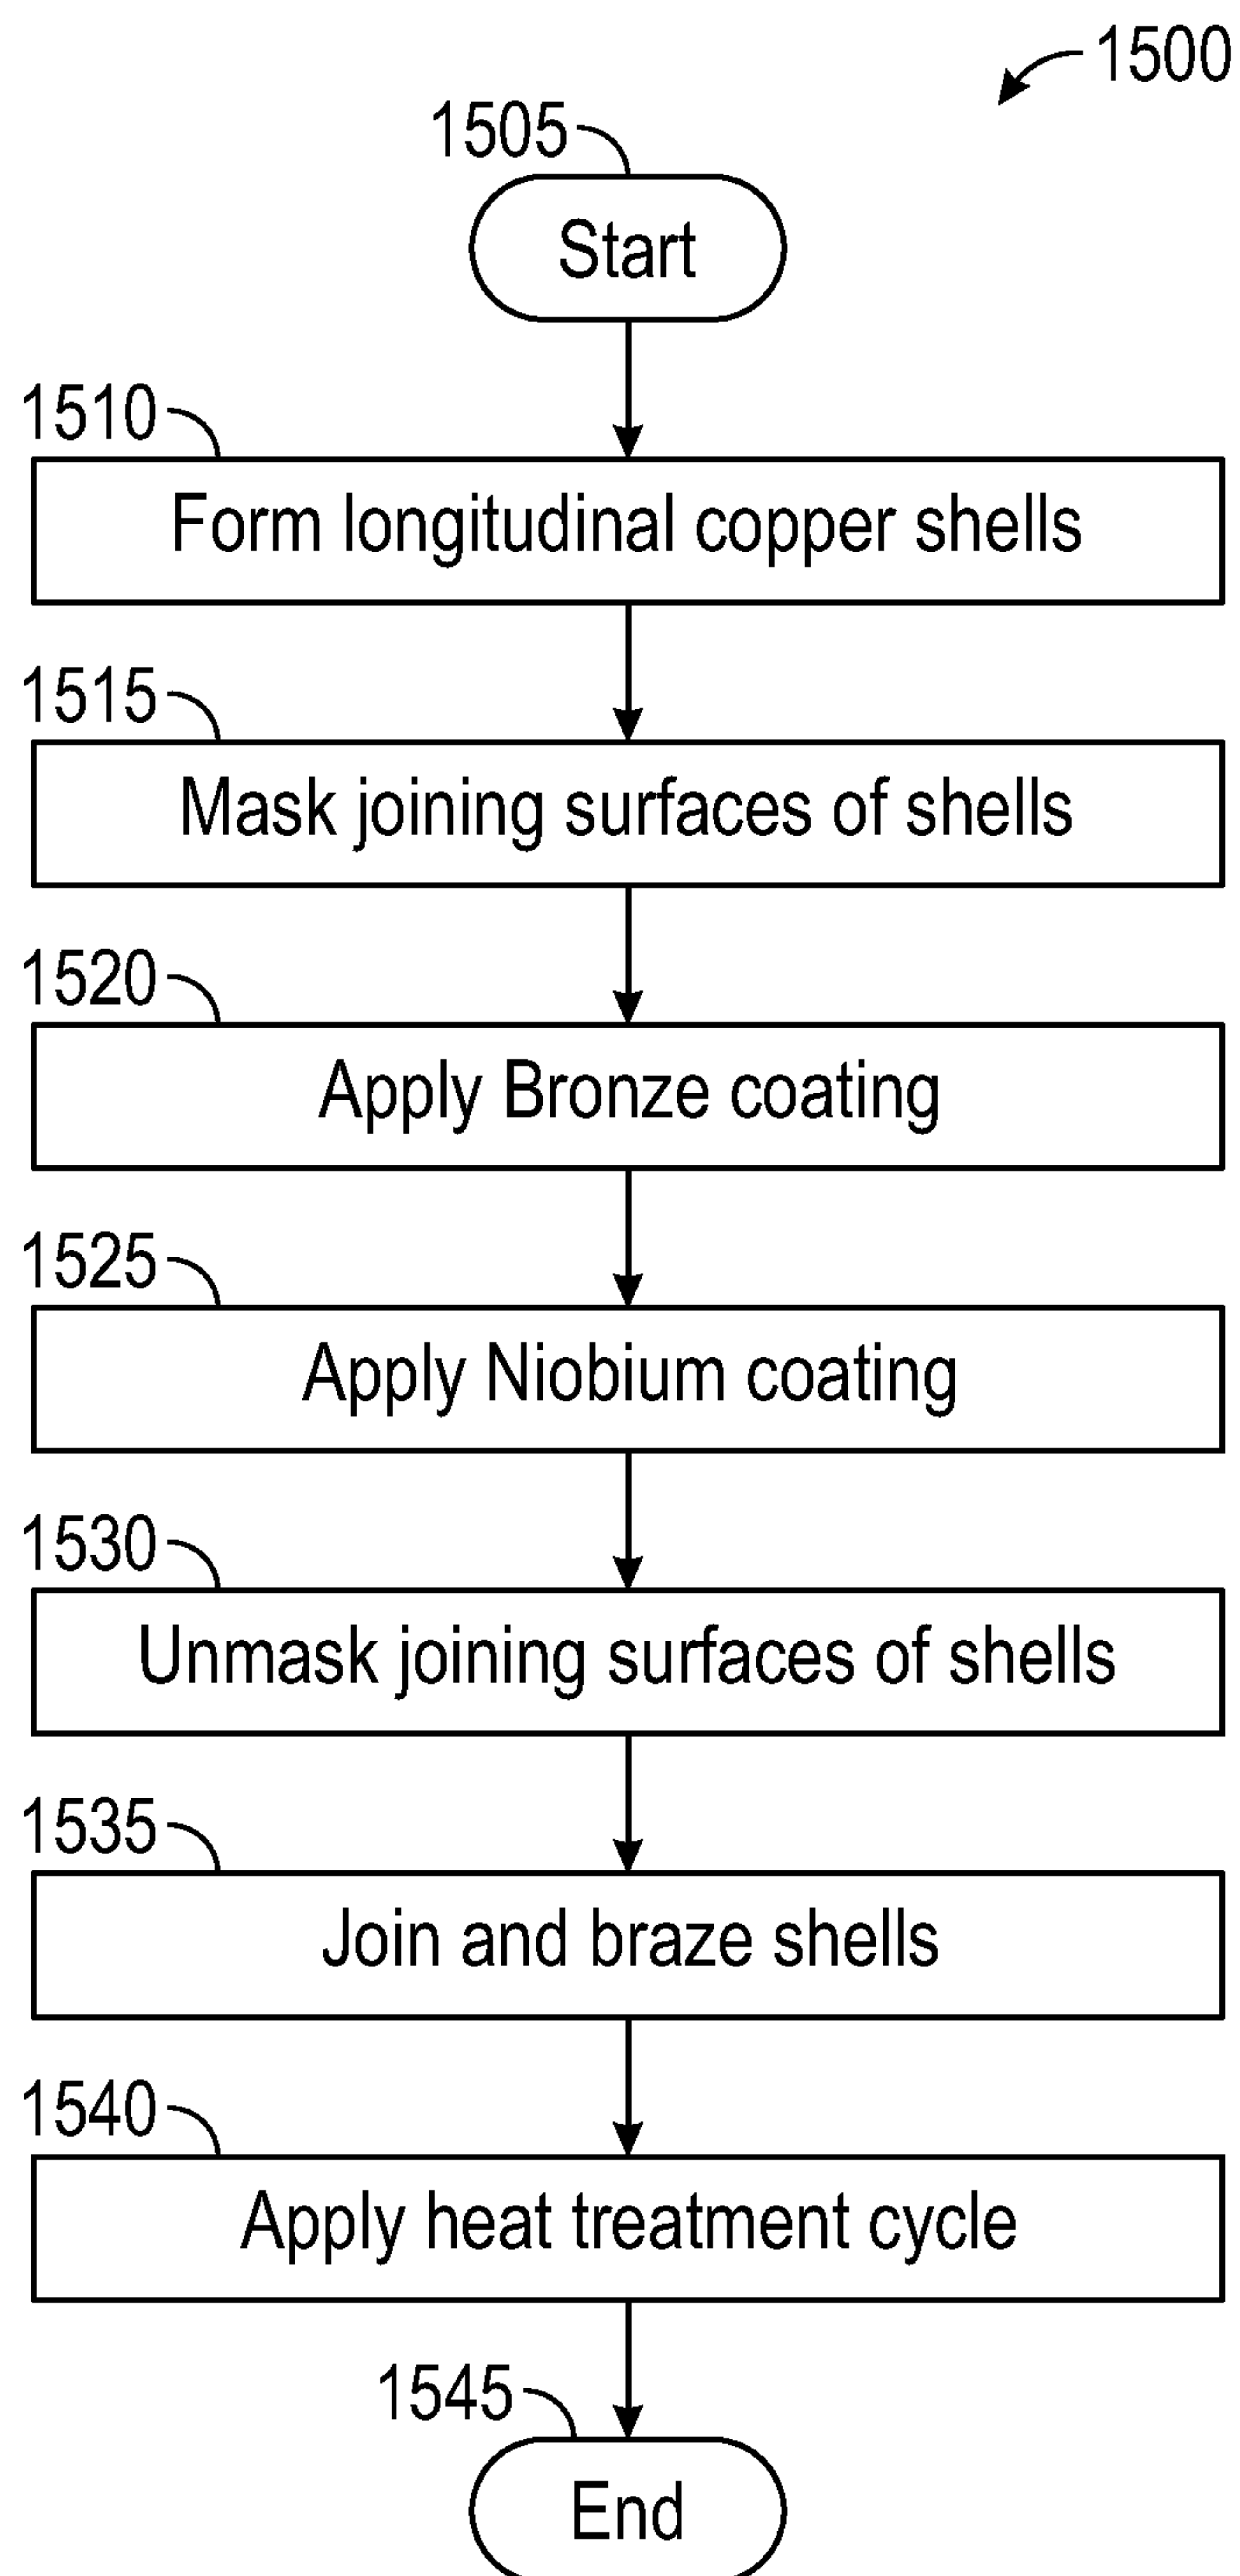 1500
1505
Start
1510
Form longitudinal copper shells
1515
Mask joining surfaces of shells
1520
Apply Bronze coating
1525
Apply Niobium coating
1530
Unmask joining surfaces of shells
1535
Join and braze shells
1540
Apply heat treatment cycle
1545
End